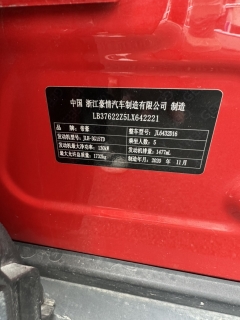 中国 浙江豪情汽车制造有限公司 制造
LB37622Z5LX642221
品牌：吉利 整车型号：JL6432D16
发动机型号：JLH-3G15TD 乘坐人数：5
发动机最大净功率：130kW 发动机排量：1477mL
最大允许总质量：1732kg 制造年月：2020 年 11月